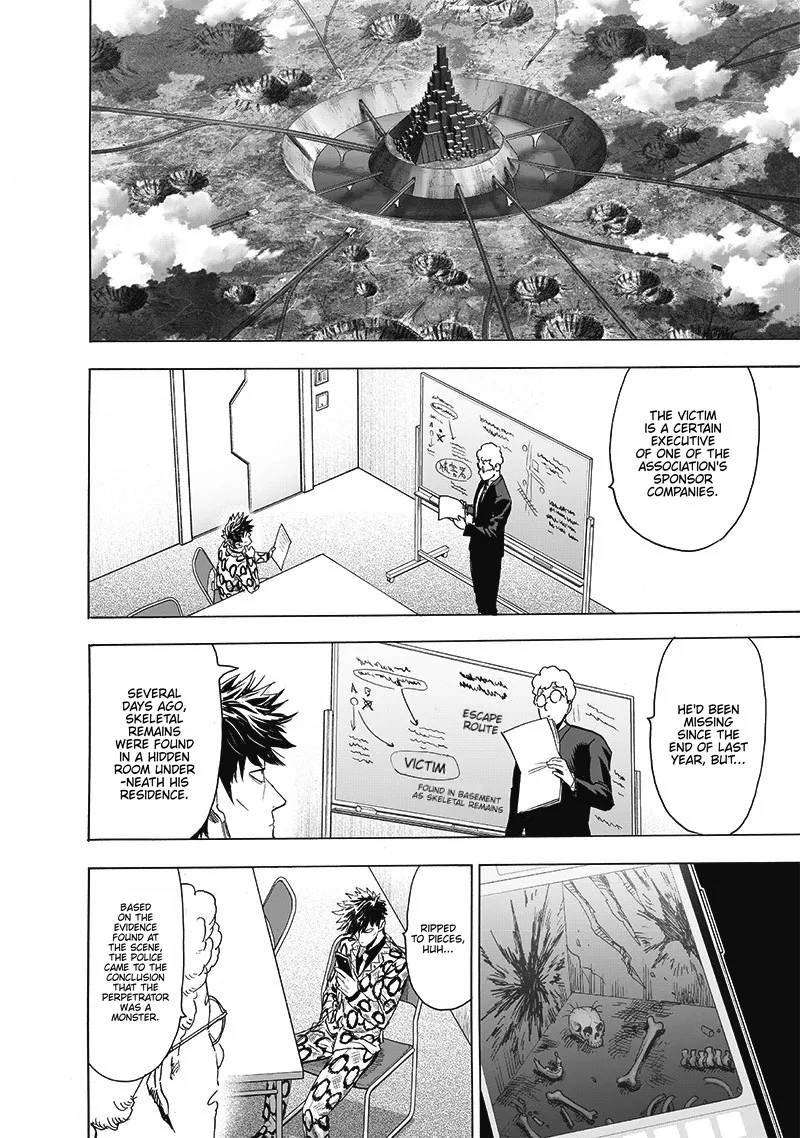 THE VICTIM
IS A CERTAIN
EXECUTIVE
OF ONE OF THE
ASSOCIATION'S
SPONSOR
COMPANIES.
HE'D BEEN
MISSING
SINCE THE
END OF LAST
YEAR, BUT...
ESCAPE
ROUTE
A
VICTIM
FOUND IN BASEMENT
AS SKELETAL REMAINS
SEVERAL
DAYS AGO,
SKELETAL
REMAINS
WERE FOUND
IN A HIDDEN
ROOM UNDER
-NEATH HIS
RESIDENCE.
RIPPED
TO PIECES,
HUH...
BASED
ON THE
EVIDENCE
FOUND AT
THE SCENE,
THE POLICE
CAME TO THE
CONCLUSION
THAT THE
PERPETRATOR
WAS A
MONSTER.